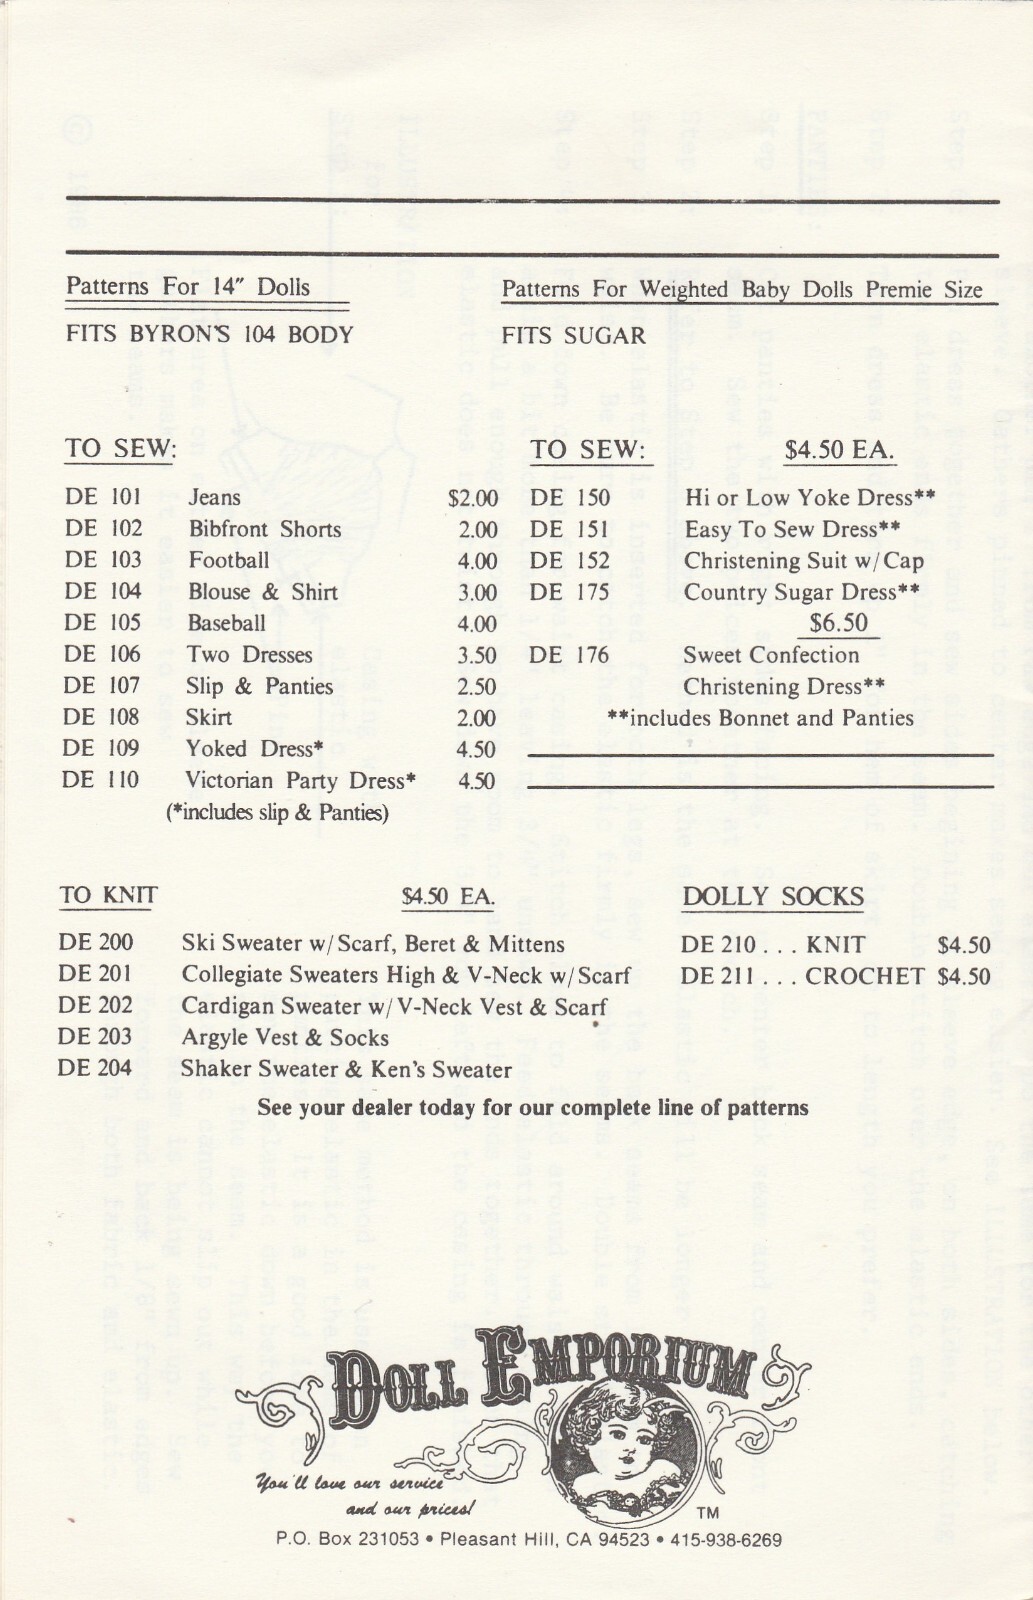 Patterns For 14" Dolls
FITS BYRON'S 104 BODY
TO SEW:
DE 101 Jeans $2.00
DE 102 Bibfront Shorts 2.00
DE 103 Football 4.00
DE 104 Blouse & Shirt 3.00
DE 105 Baseball 4.00
DE 106 Two Dresses 3.50
DE 107 Slip & Panties 2.50
DE 108 Skirt 2.00
DE 109 Yoked Dress* 4.50
DE 110 Victorian Party Dress* 4.50
(*includes slip & Panties)
Patterns For Weighted Baby Dolls Premie Size
FITS SUGAR
TO SEW: $4.50 EA.
DE 150 Hi or Low Yoke Dress**
DE 151 Easy To Sew Dress**
DE 152 Christening Suit w/Cap
DE 175 Country Sugar Dress**
$6.50
DE 176 Sweet Confection
Christening Dress**
**includes Bonnet and Panties
TO KNIT $4.50 EA.
DE 200 Ski Sweater w/Scarf, Beret & Mittens
DE 201 Collegiate Sweaters High & V-Neck w/Scarf
DE 202 Cardigan Sweater w/V-Neck Vest & Scarf
DE 203 Argyle Vest & Socks
DE 204 Shaker Sweater & Ken's Sweater
DOLLY SOCKS
DE 210 . . . KNIT $4.50
DE 211 . . . CROCHET $4.50
See your dealer today for our complete line of patterns
DOLL EMPORIUM
You'll love our service
and our prices!
TM
P.O. Box 231053 • Pleasant Hill, CA 94523 • 415-938-6269